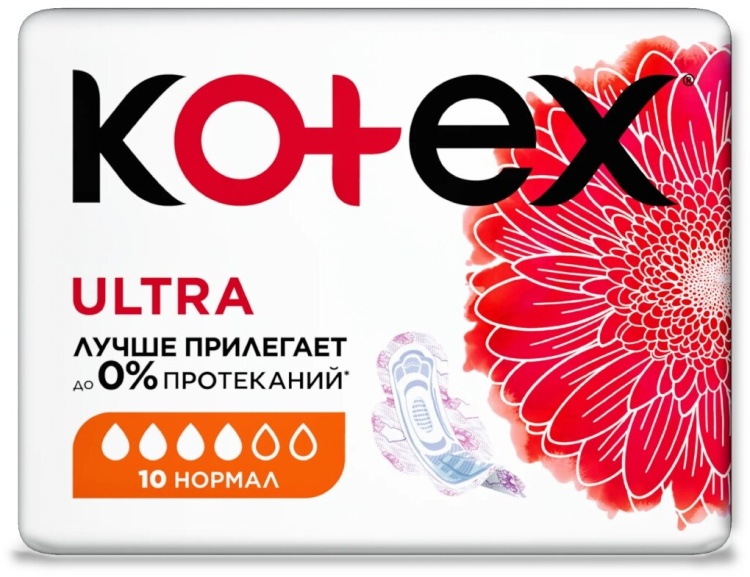 Kotex®
ULTRA
ЛУЧШЕ ПРИЛЕГАЕТ
ДО 0% ПРОТЕКАНИЙ*
10 НОРМАЛ